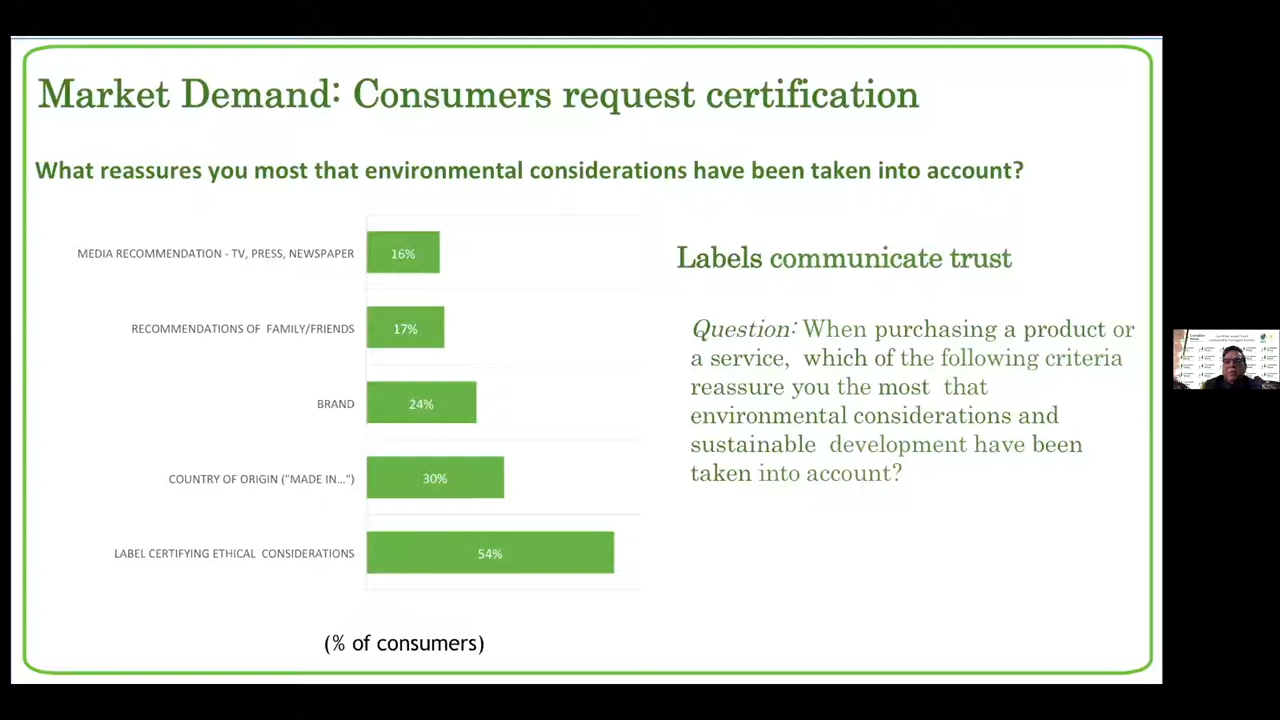 Market Demand: Consumers request certification
What reassures you most that environmental considerations have been taken into account?
MEDIA RECOMMENDATION - TV, PRESS, NEWSPAPER
16%
RECOMMENDATIONS OF FAMILY/FRIENDS
17%
BRAND
24%
COUNTRY OF ORIGIN ("MADE IN...")
30%
LABEL CERTIFYING ETHICAL CONSIDERATIONS
54%
(% of consumers)
Labels communicate trust
Question: When purchasing a product or
a service, which of the following criteria
reassure you the most that
environmental considerations and
sustainable development have been
taken into account?